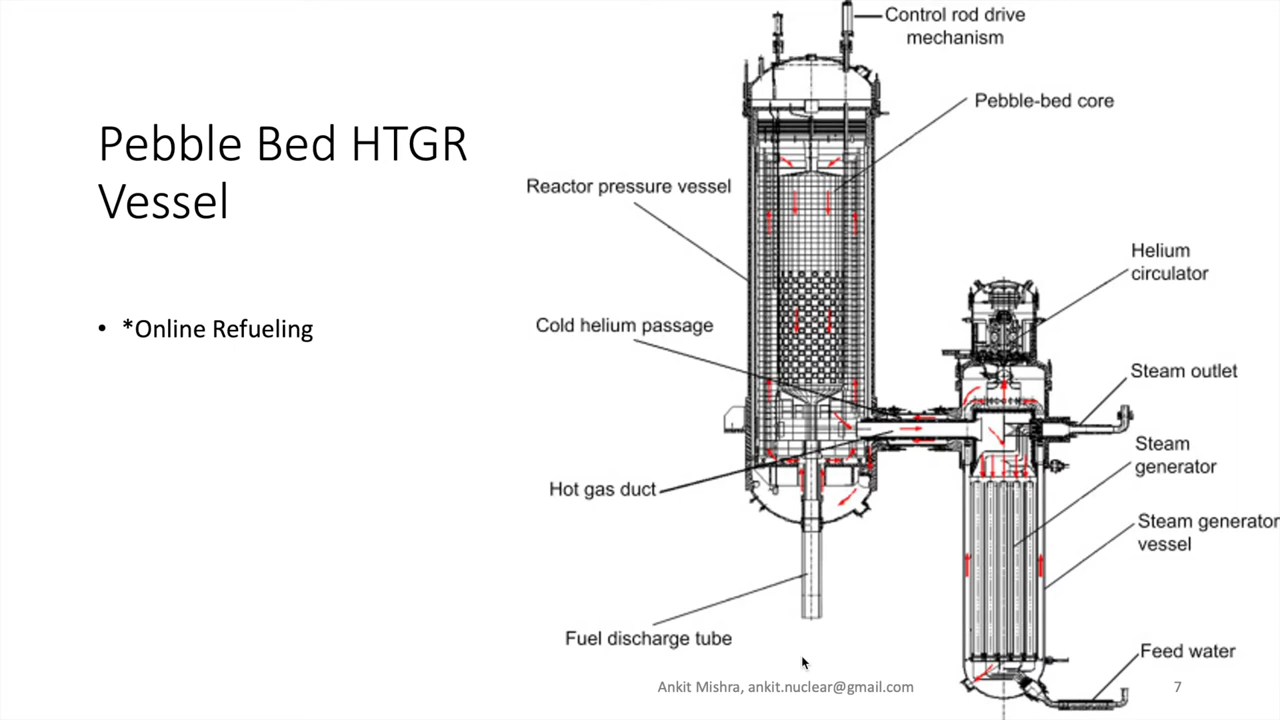 Pebble Bed HTGR
Vessel
• *Online Refueling
Control rod drive
mechanism
Pebble-bed core
Reactor pressure vessel
Helium
circulator
Cold helium passage
Steam outlet
Steam
generator
Hot gas duct
Steam generator
vessel
Fuel discharge tube
Feed water
Ankit Mishra, ankit.nuclear@gmail.com
7